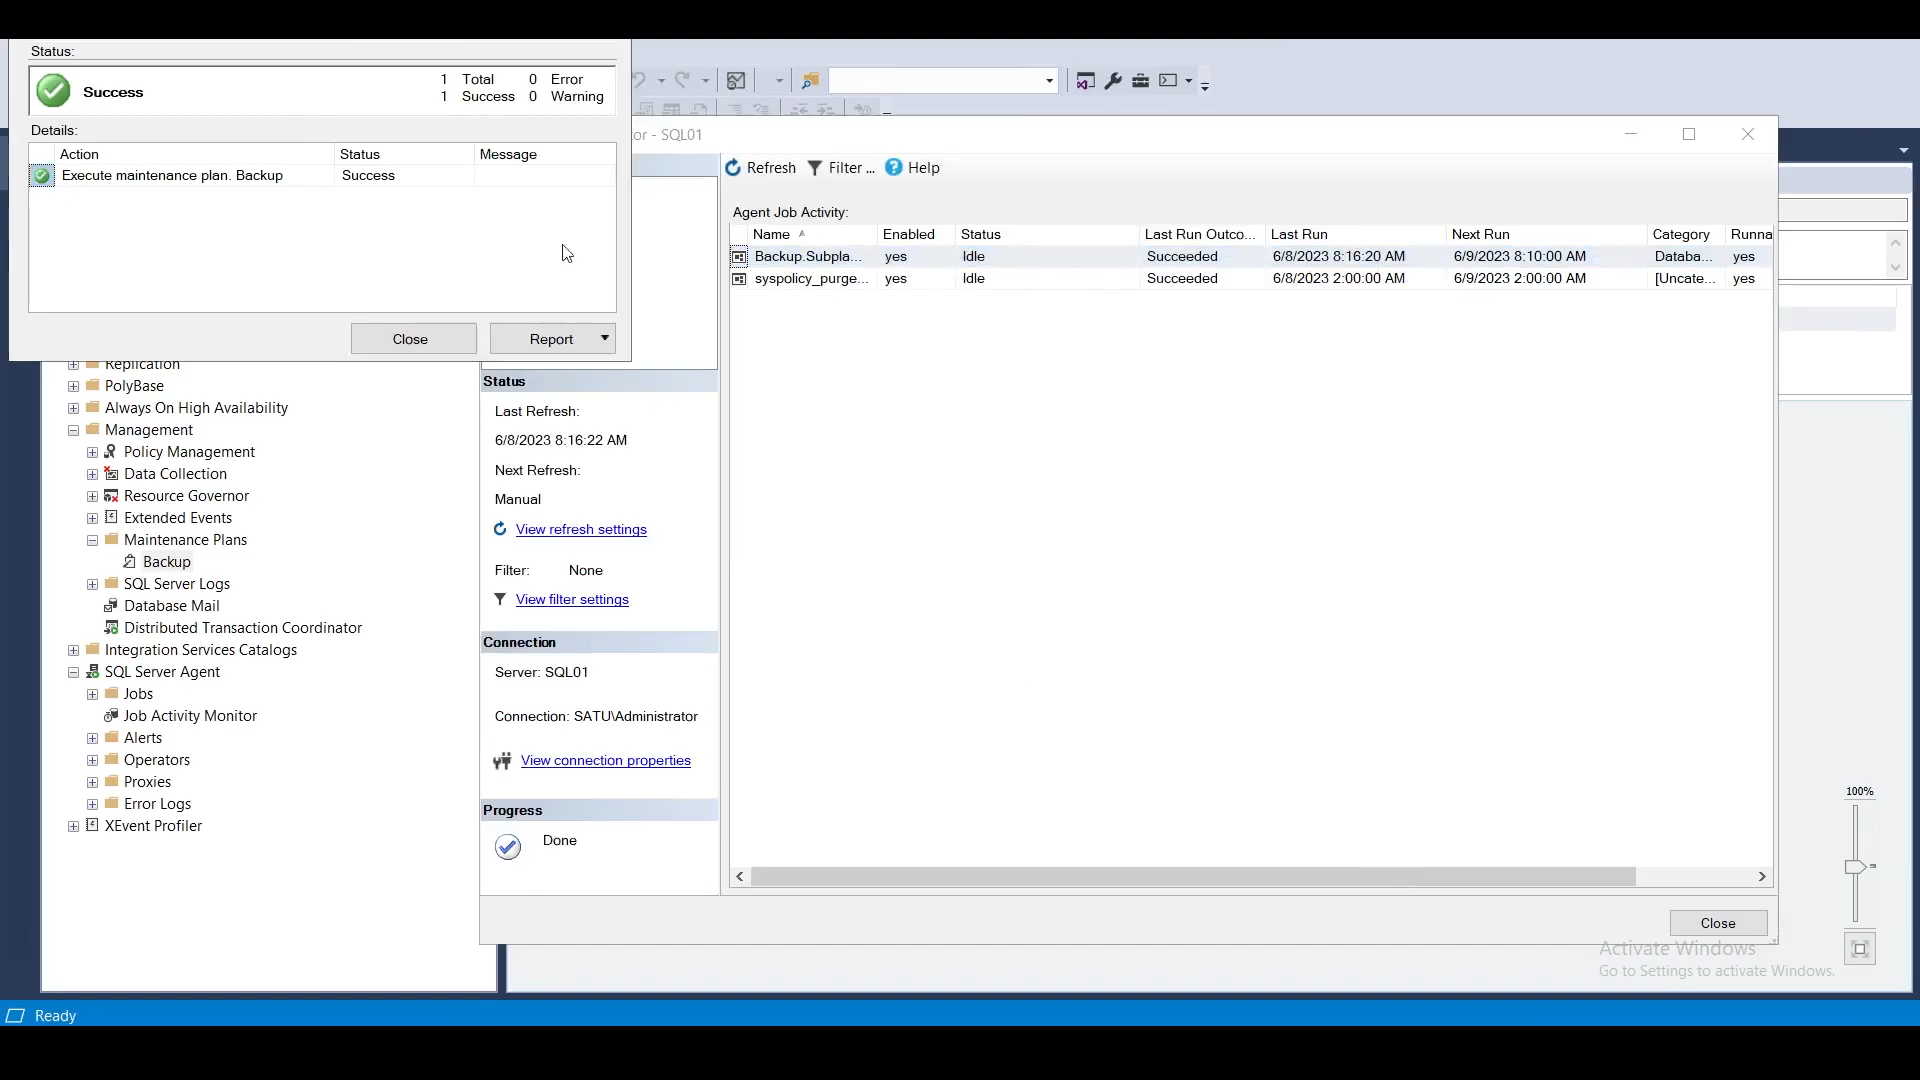 Status:
Success
1 Total 0 Error
1 Success 0 Warning
Details:
Action Status Message
Execute maintenance plan. Backup Success
Close Report
or - SQL01
Refresh Filter ... Help
Agent Job Activity:
Name Enabled Status Last Run Outco... Last Run Next Run Category Runna
Backup.Subpla... yes Idle Succeeded 6/8/2023 8:16:20 AM 6/9/2023 8:10:00 AM Databa... yes
syspolicy_purge... yes Idle Succeeded 6/8/2023 2:00:00 AM 6/9/2023 2:00:00 AM [Uncate... yes
Replication
PolyBase
Always On High Availability
Management
Policy Management
Data Collection
Resource Governor
Extended Events
Maintenance Plans
Backup
SQL Server Logs
Database Mail
Distributed Transaction Coordinator
Integration Services Catalogs
SQL Server Agent
Jobs
Job Activity Monitor
Alerts
Operators
Proxies
Error Logs
XEvent Profiler
Status
Last Refresh:
6/8/2023 8:16:22 AM
Next Refresh:
Manual
View refresh settings
Filter: None
View filter settings
Connection
Server: SQL01
Connection: SATU\Administrator
View connection properties
Progress
Done
100%
Close
Activate Windows
Go to Settings to activate Windows.
Ready